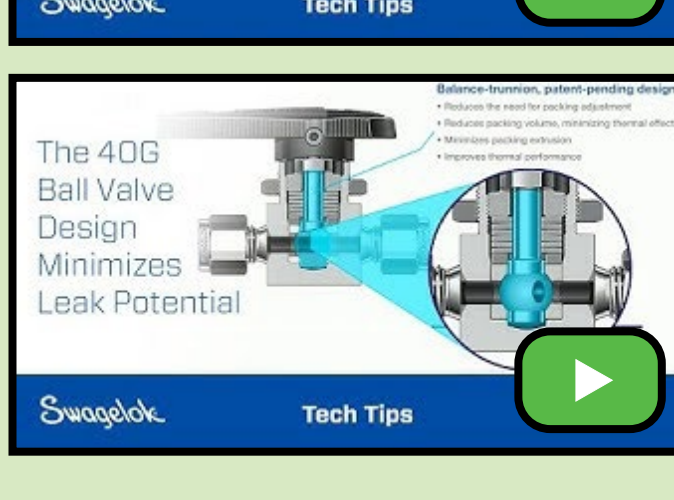 Swagelok
Tech Tips
Balance-trunnion, patent-pending design
• Reduces the need for packing adjustment
• Reduces packing volume, minimizing thermal effect
• Minimizes packing extrusion
• Improves thermal performance
The 40G
Ball Valve
Design
Minimizes
Leak Potential
Swagelok
Tech Tips